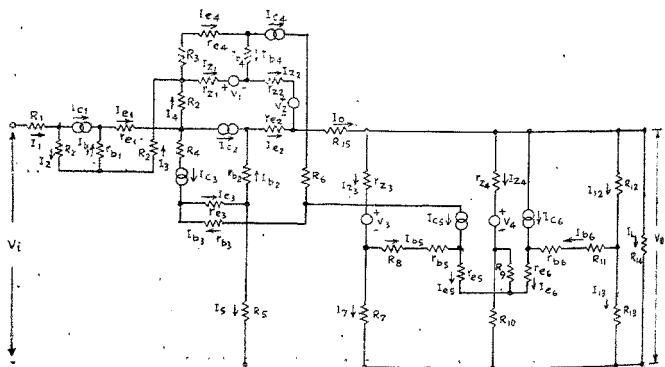 Ie4 Ic4
re4
R3 r4 Ib4
Iz1 Iz2
rz1 + V1 - rz2
I4 R2 V2
R1 Ic1 Ie1 re2 Io
I1 re1 Ic2 Ie2 R15
I2 R2 Ib1 rb1 R2 I3
R4 rb2 Ib2 R6
Ic3
Iz3 rz3 rz4 Iz4 I12 R12
Ie3
re3
Ib3 rb3
+ V3 - Ic5 + V4 - Ic6 IL R14
Vi Ib5 Ib6 V0
R8 rb5 rb6 R11
re5 R9 re6
Ie5 Ie6
I5 R5 I7 R7 R10 I13 R13